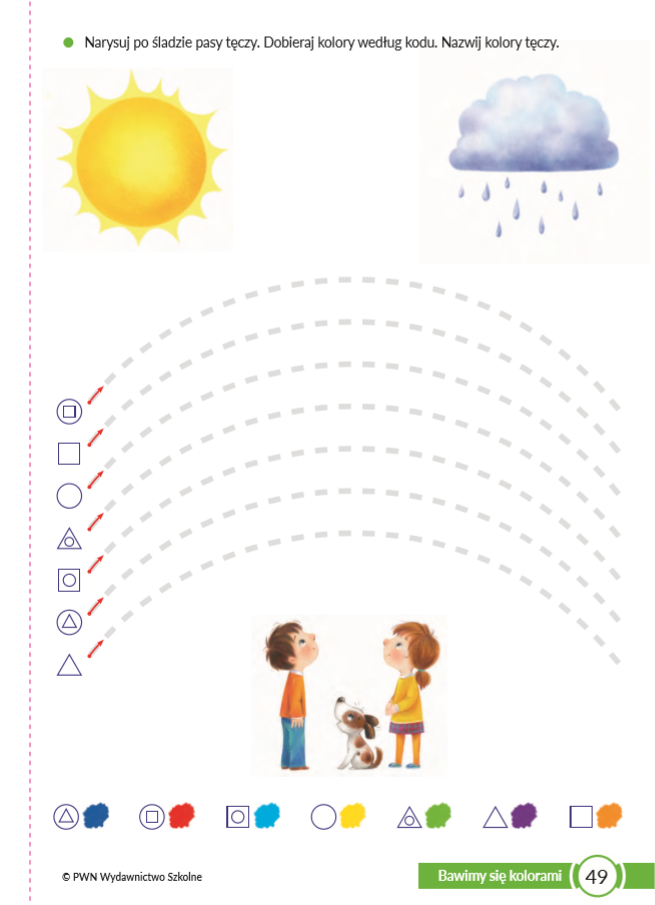 Narysuj po śladzie pasy tęczy. Dobieraj kolory według kodu. Nazwij kolory tęczy.
© PWN Wydawnictwo Szkolne
Bawimy się kolorami 49